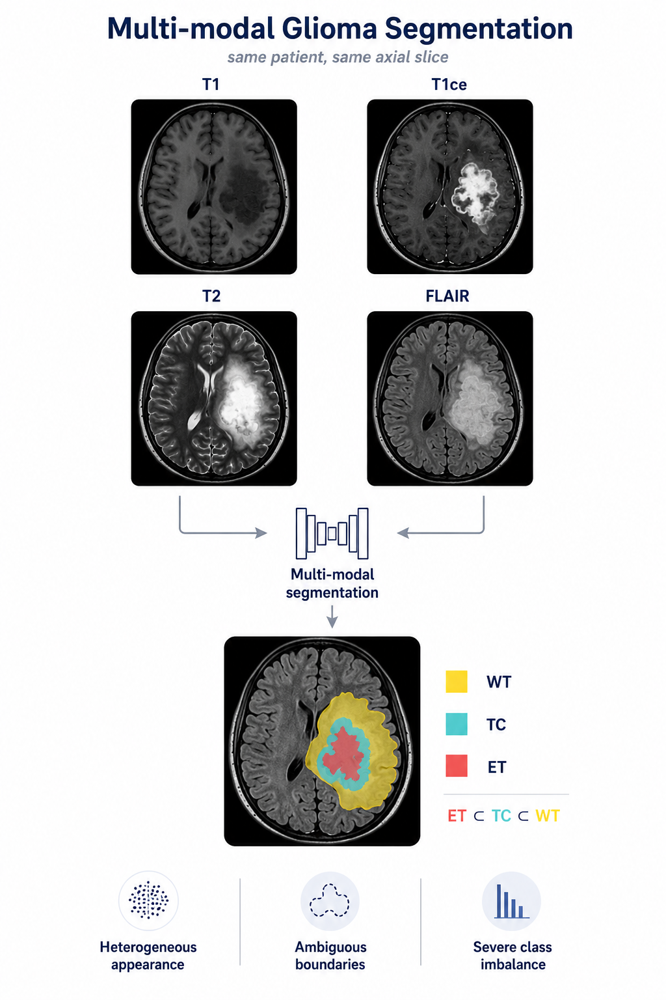 Multi-modal Glioma Segmentation
same patient, same axial slice
T1
T1ce
T2
FLAIR
Multi-modal
segmentation
WT
TC
ET
ET ⊂ TC ⊂ WT
Heterogeneous
appearance
Ambiguous
boundaries
Severe class
imbalance